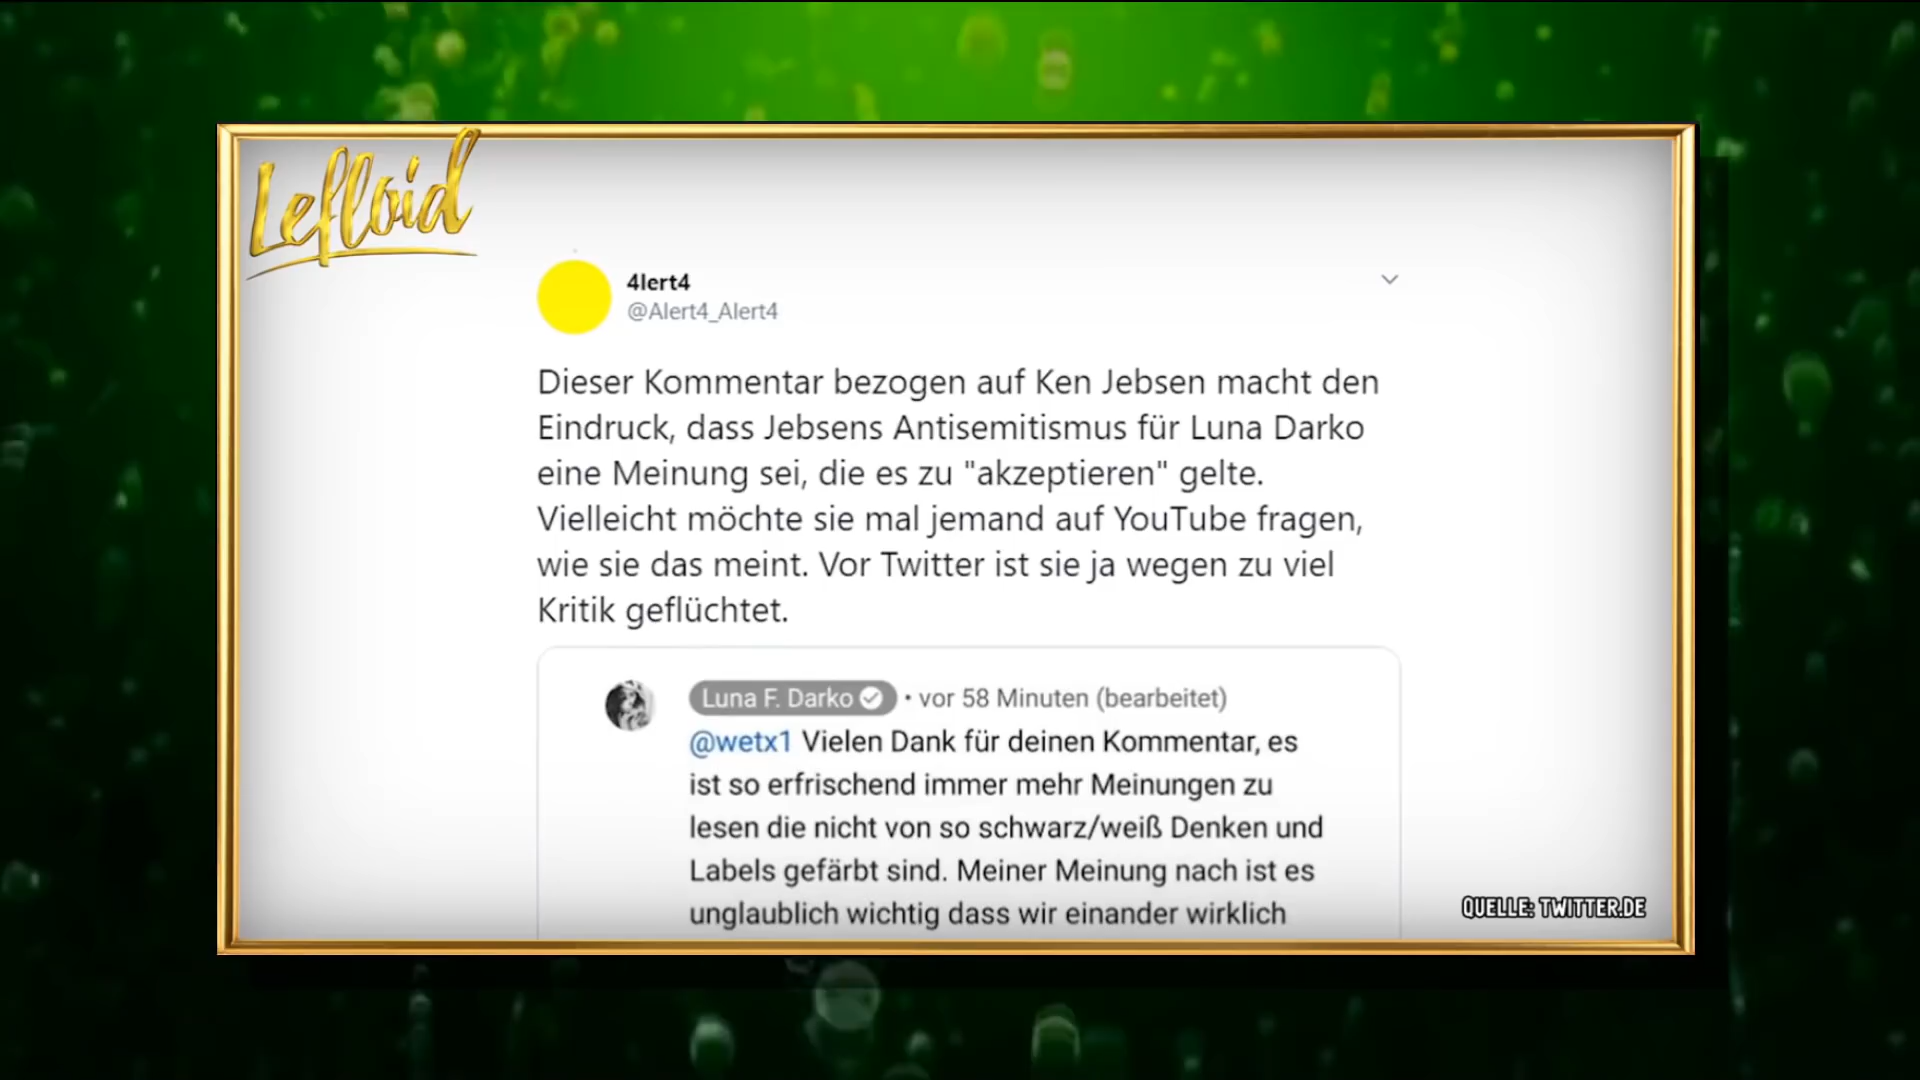 Lefloid
4lert4
@Alert4_Alert4
Dieser Kommentar bezogen auf Ken Jebsen macht den
Eindruck, dass Jebsens Antisemitismus für Luna Darko
eine Meinung sei, die es zu "akzeptieren" gelte.
Vielleicht möchte sie mal jemand auf YouTube fragen,
wie sie das meint. Vor Twitter ist sie ja wegen zu viel
Kritik geflüchtet.
Luna F. Darko • vor 58 Minuten (bearbeitet)
@wetx1 Vielen Dank für deinen Kommentar, es
ist so erfrischend immer mehr Meinungen zu
lesen die nicht von so schwarz/weiß Denken und
Labels gefärbt sind. Meiner Meinung nach ist es
unglaublich wichtig dass wir einander wirklich
QUELLE: TWITTER.DE